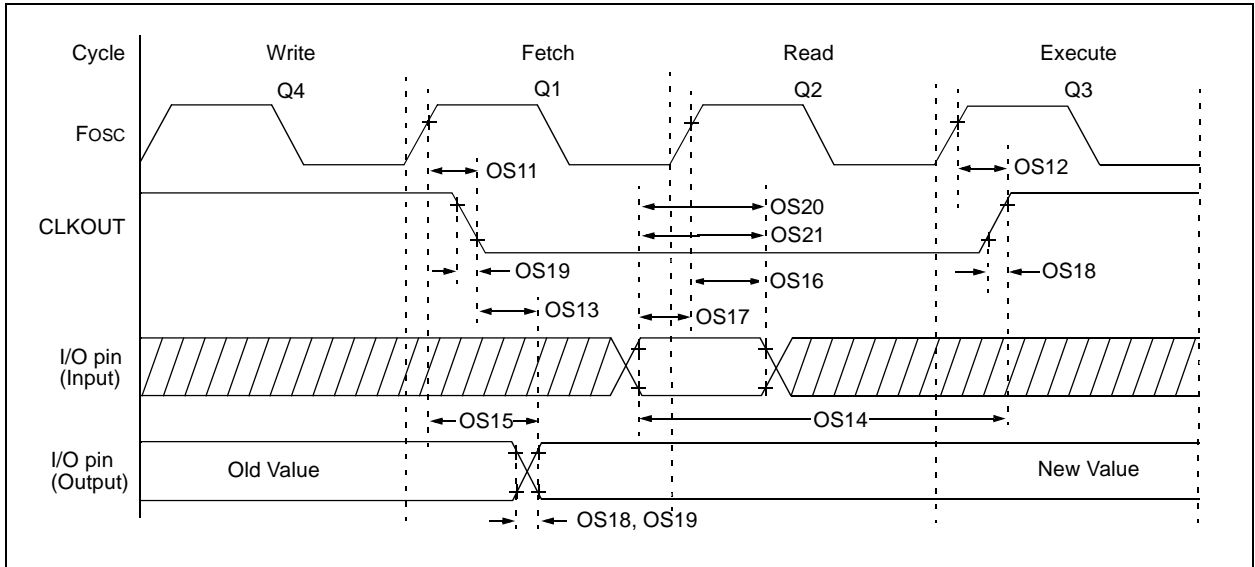 Cycle Write Fetch Read Execute
Q4 Q1 Q2 Q3
FOSC
OS11 OS12
OS20
CLKOUT
OS21
OS19 OS18
OS16
OS13 OS17
I/O pin
(Input)
OS15 OS14
I/O pin
(Output)
Old Value New Value
OS18, OS19